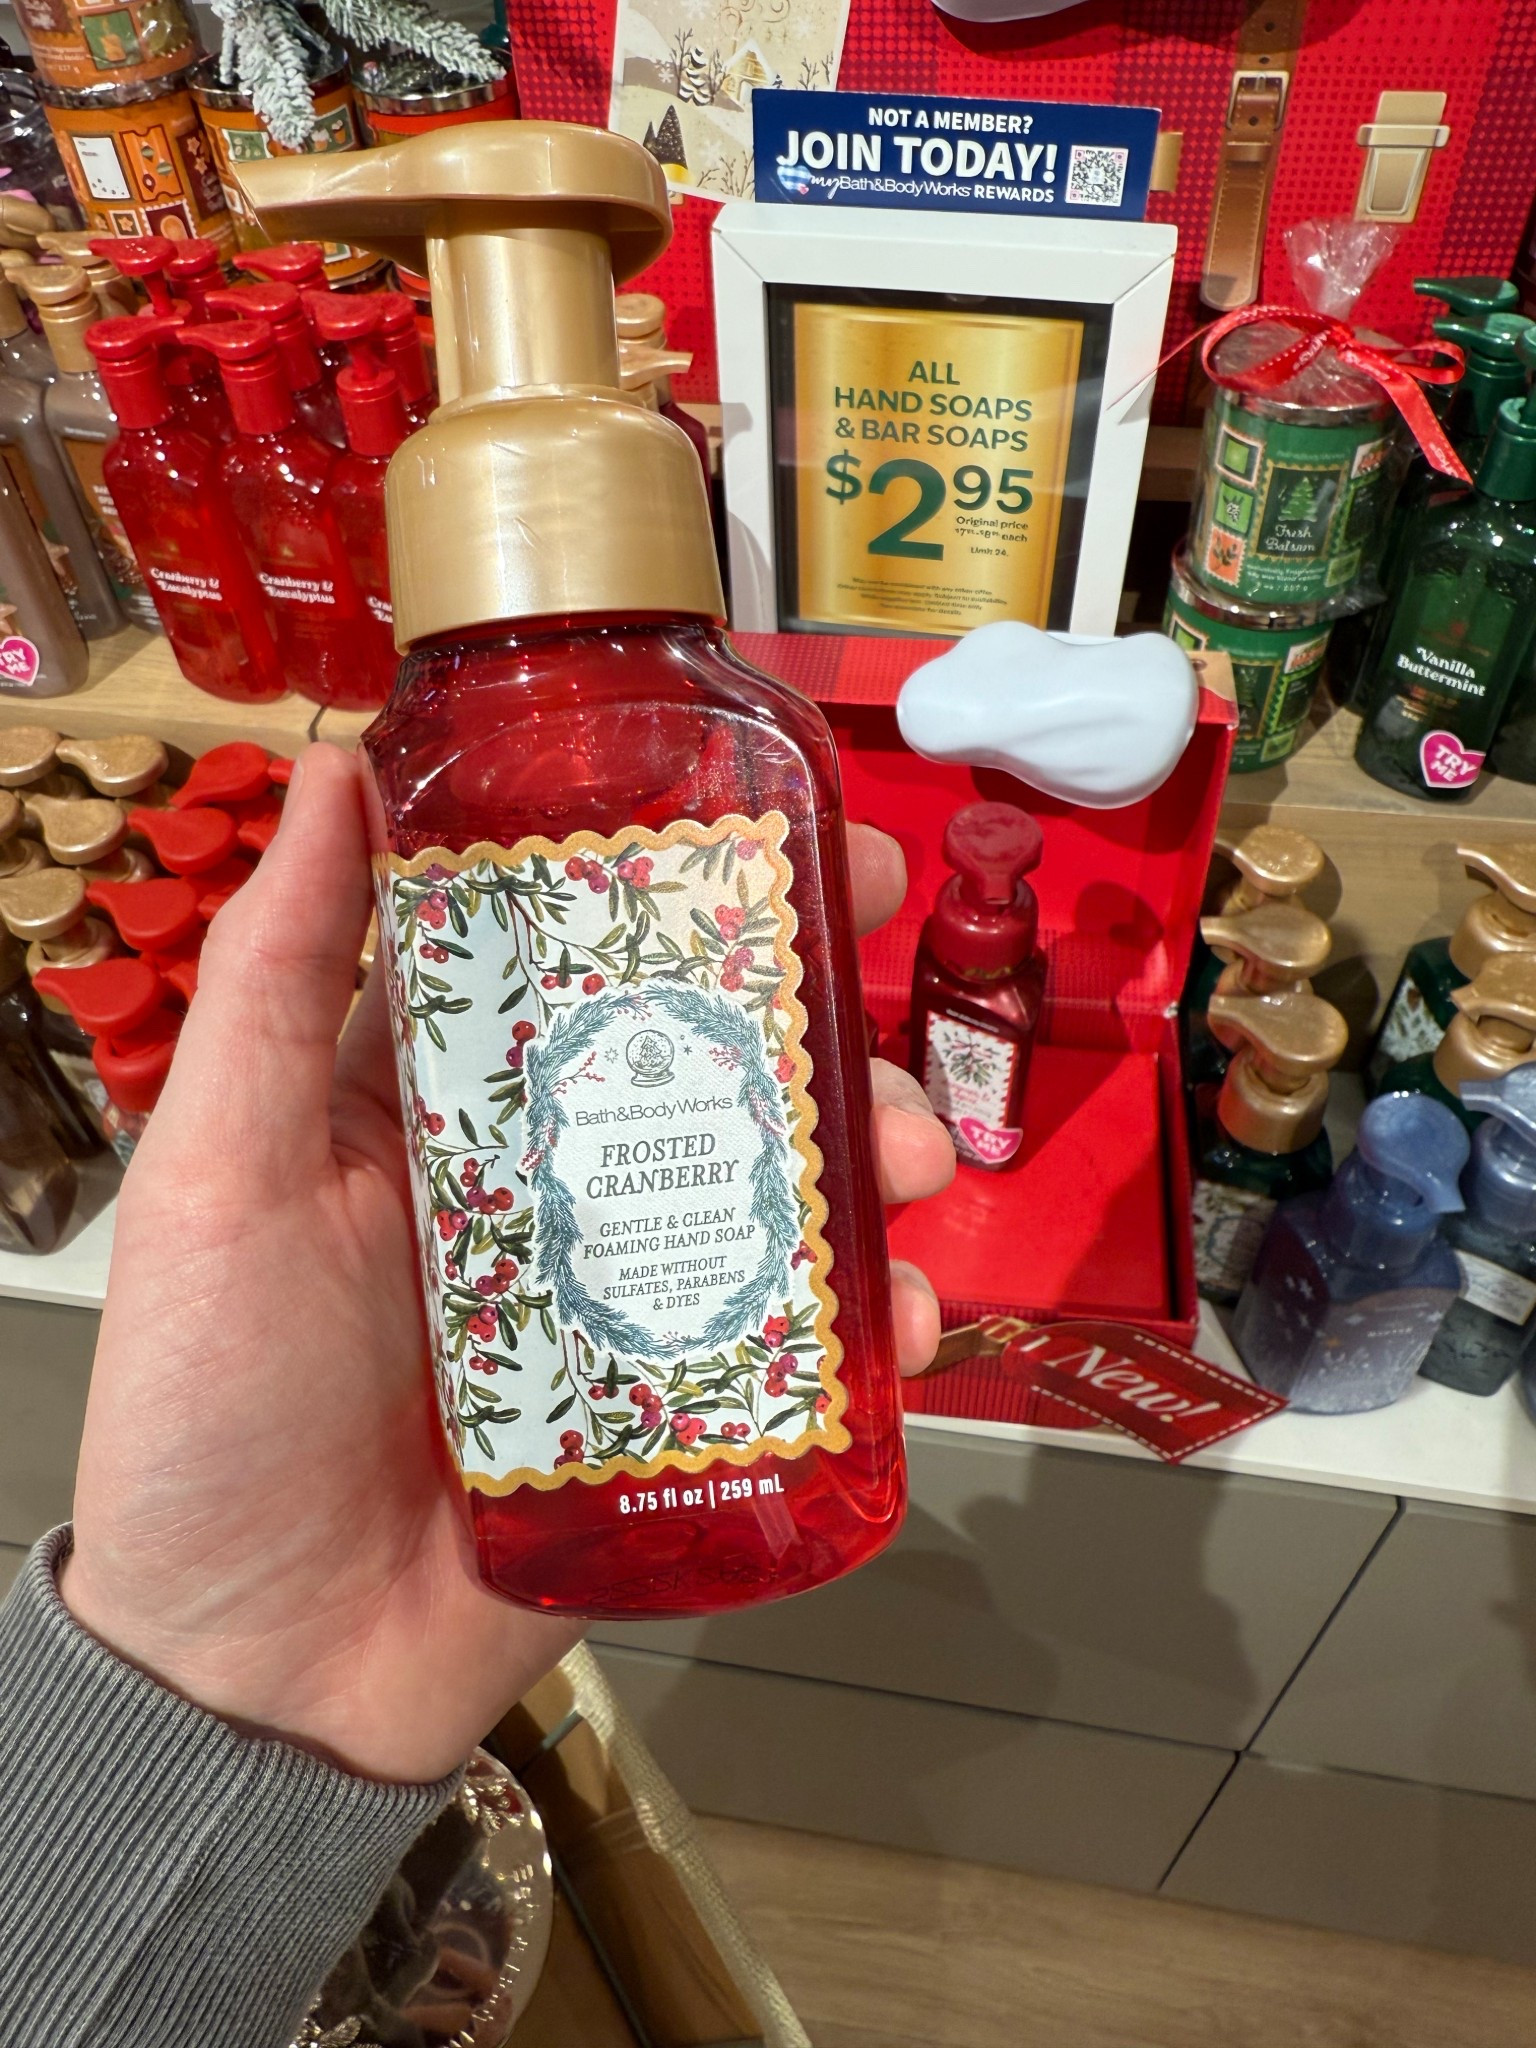 NOT A MEMBER?
JOIN TODAY!
myBath&BodyWorks REWARDS
ALL
HAND SOAPS
& BAR SOAPS
$2.95
Original price
each
Limit 24.
Cranberry &
Eucalyptus
Cranberry &
Eucalyptus
TRY
ME
Fresh
Balsam
Vanilla
Buttermint
TRY
ME
Bath&BodyWorks
FROSTED
CRANBERRY
GENTLE & CLEAN
FOAMING HAND SOAP
MADE WITHOUT
SULFATES, PARABENS
& DYES
8.75 fl oz | 259 mL
TRY
ME
New!